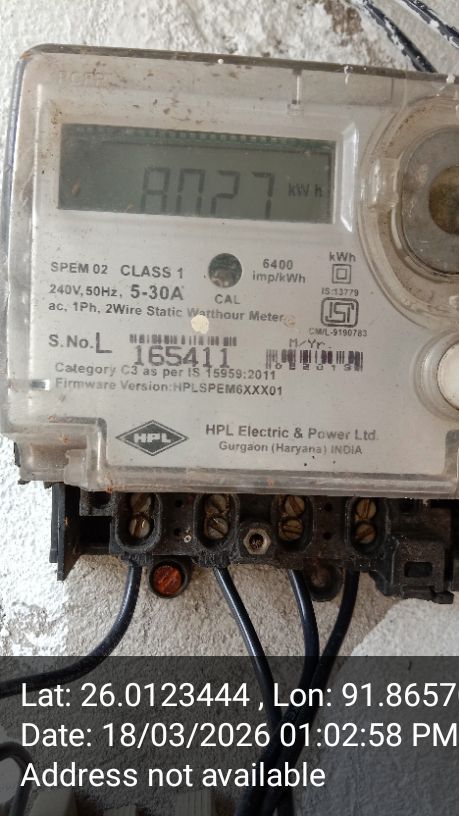 8027 kWh
SPEM 02 CLASS 1
6400 imp/kWh
kWh
240V,50Hz, 5-30A
CAL
IS:13779
ac, 1Ph, 2Wire Static Watthour Meter
ISI
CM/L-9190783
S.No. L 165411
M/Yr.
Category C3 as per IS 15959:2011
Firmware Version:HPLSPEM6XXX01
HPL
HPL Electric & Power Ltd.
Gurgaon (Haryana) INDIA
Lat: 26.0123444 , Lon: 91.8657
Date: 18/03/2026 01:02:58 PM
Address not available